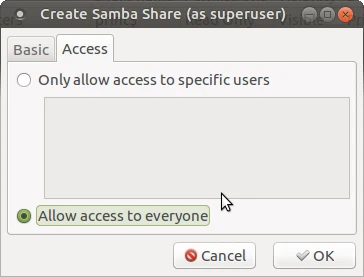 Create Samba Share (as superuser)
Basic
Access
Only allow access to specific users
Allow access to everyone
Cancel
OK